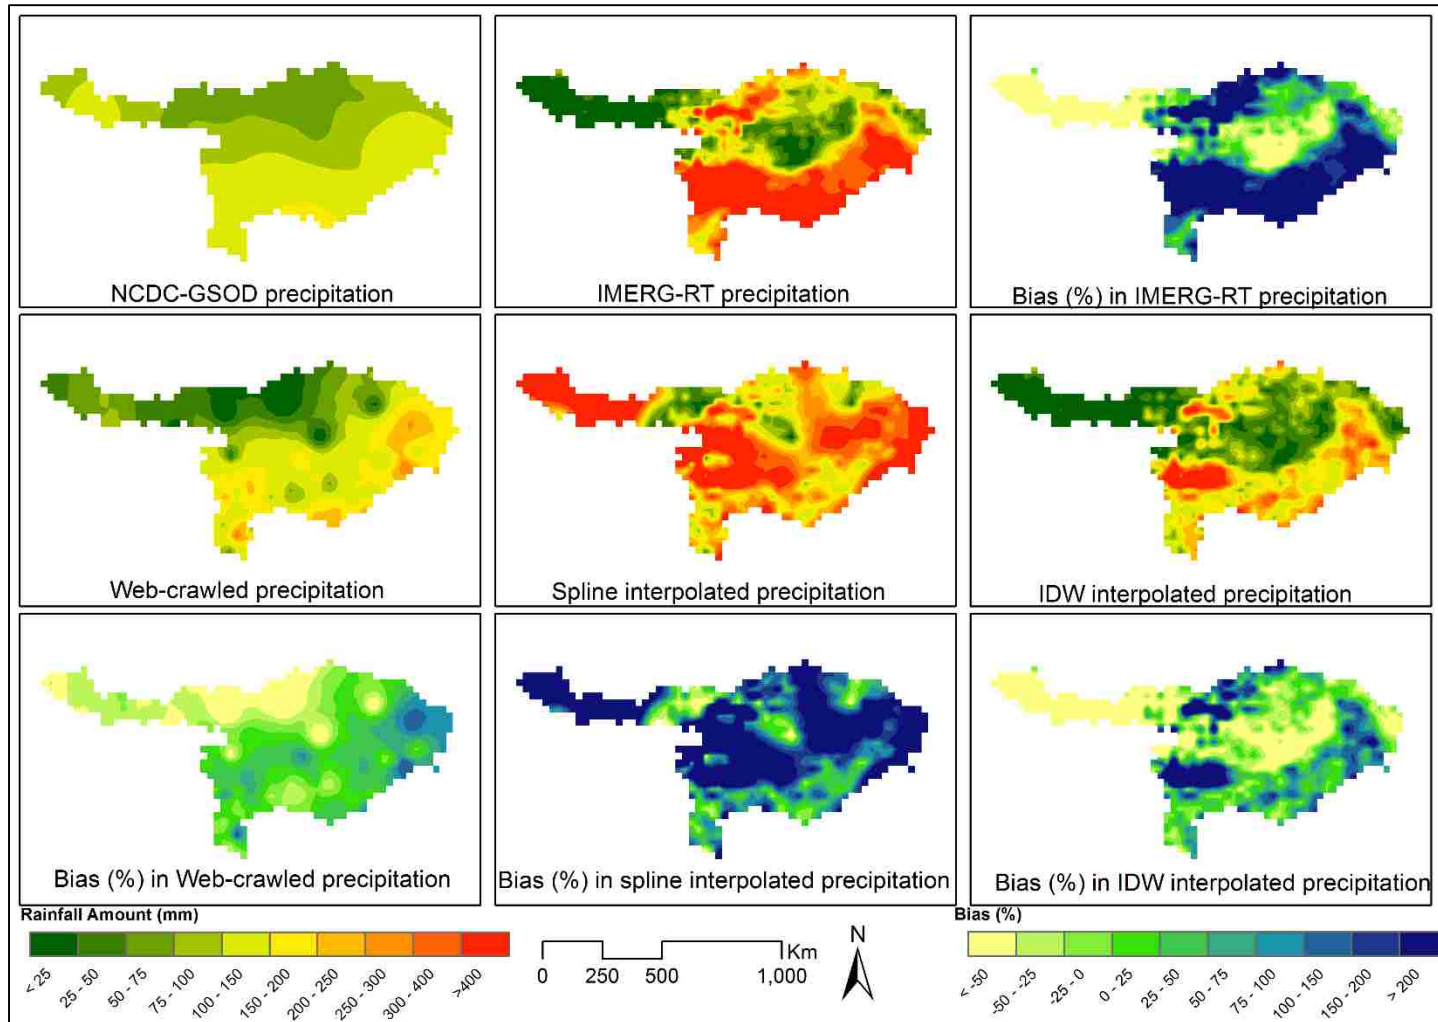 NCDC-GSOD precipitation
IMERG-RT precipitation
Bias (%) in IMERG-RT precipitation
Web-crawled precipitation
Spline interpolated precipitation
IDW interpolated precipitation
Bias (%) in Web-crawled precipitation
Bias (%) in spline interpolated precipitation
Bias (%) in IDW interpolated precipitation
Rainfall Amount (mm)
< 25
25 - 50
50 - 75
75 - 100
100 - 150
150 - 200
200 - 250
250 - 300
300 - 400
>400
Km
0
250
500
1,000
N
Bias (%)
< -50
-50 - -25
-25 - 0
0 - 25
25 - 50
50 - 75
75 - 100
100 - 150
150 - 200
> 200